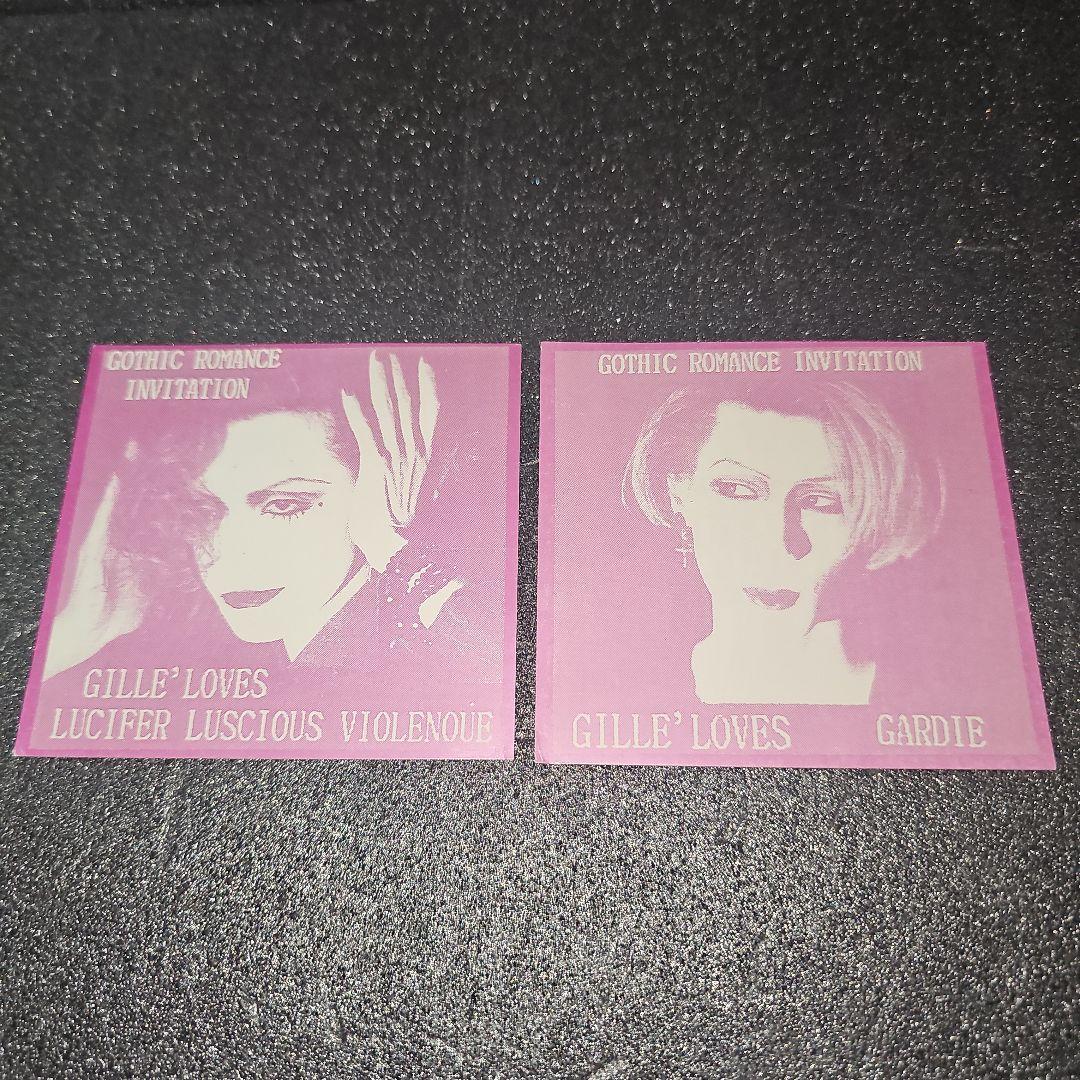 GOTHIC ROMANCE
INVITATION
GILLE'LOVES
LUCIFER LUSCIOUS VIOLENOUE
GOTHIC ROMANCE INVITATION
GILLE'LOVES GARDIE